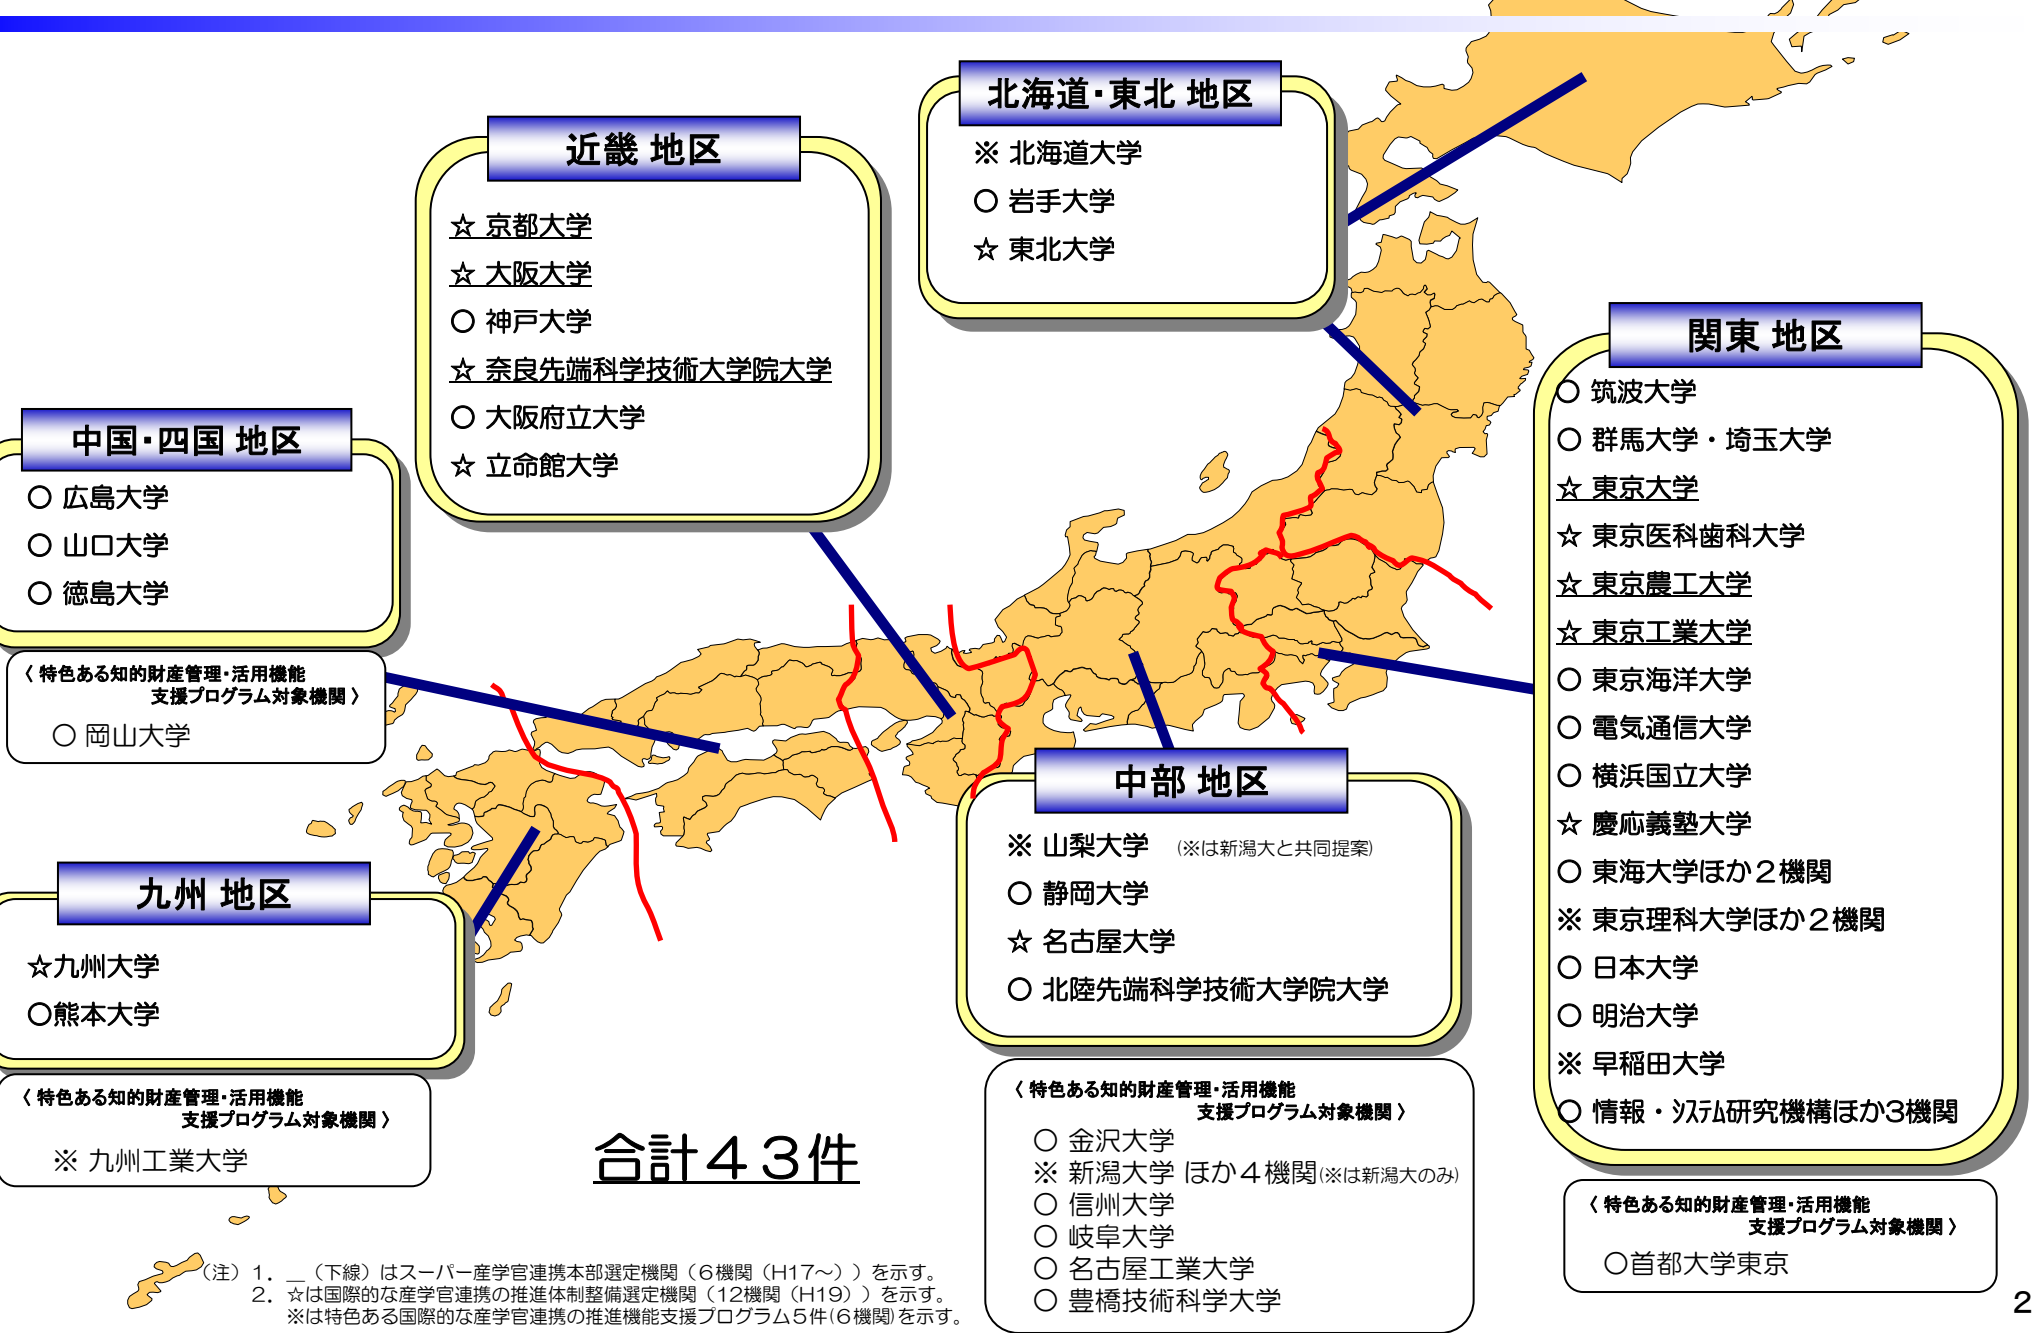 北海道・東北 地区
※ 北海道大学
○ 岩手大学
☆ 東北大学
近畿 地区
☆ 京都大学
☆ 大阪大学
○ 神戸大学
☆ 奈良先端科学技術大学院大学
○ 大阪府立大学
☆ 立命館大学
関東 地区
○ 筑波大学
○ 群馬大学・埼玉大学
☆ 東京大学
☆ 東京医科歯科大学
☆ 東京農工大学
☆ 東京工業大学
○ 東京海洋大学
○ 電気通信大学
○ 横浜国立大学
☆ 慶応義塾大学
○ 東海大学ほか２機関
※ 東京理科大学ほか２機関
○ 日本大学
○ 明治大学
※ 早稲田大学
○ 情報・ｼｽﾃﾑ研究機構ほか3機関
〈 特色ある知的財産管理・活用機能
支援プログラム対象機関 〉
○首都大学東京
中国・四国 地区
○ 広島大学
○ 山口大学
○ 徳島大学
〈 特色ある知的財産管理・活用機能
支援プログラム対象機関 〉
○ 岡山大学
中部 地区
※ 山梨大学 (※は新潟大と共同提案)
○ 静岡大学
☆ 名古屋大学
○ 北陸先端科学技術大学院大学
〈 特色ある知的財産管理・活用機能
支援プログラム対象機関 〉
○ 金沢大学
※ 新潟大学 ほか４機関(※は新潟大のみ)
○ 信州大学
○ 岐阜大学
○ 名古屋工業大学
○ 豊橋技術科学大学
九州 地区
☆九州大学
○熊本大学
〈 特色ある知的財産管理・活用機能
支援プログラム対象機関 〉
※ 九州工業大学
合計４３件
（注）１．＿（下線）はスーパー産学官連携本部選定機関（６機関（H17～））を示す。
２．☆は国際的な産学官連携の推進体制整備選定機関（12機関（H19））を示す。
※は特色ある国際的な産学官連携の推進機能支援プログラム５件(６機関)を示す。
2